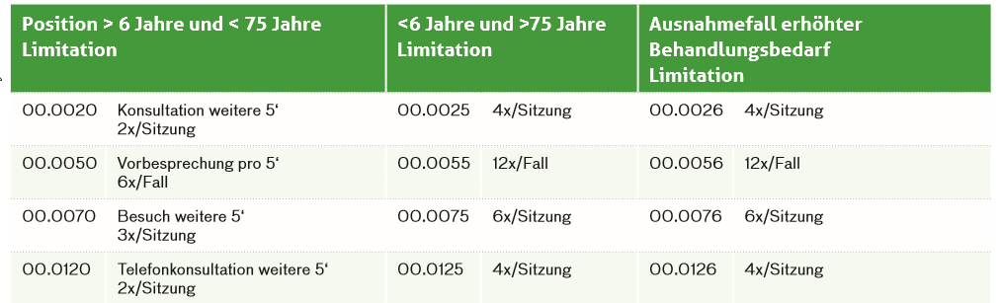 Position > 6 Jahre und < 75 Jahre
Limitation
<6 Jahre und >75 Jahre
Limitation
Ausnahmefall erhöhter
Behandlungsbedarf
Limitation
00.0020 Konsultation weitere 5‘
2x/Sitzung
00.0025 4x/Sitzung
00.0026 4x/Sitzung
00.0050 Vorbesprechung pro 5‘
6x/Fall
00.0055 12x/Fall
00.0056 12x/Fall
00.0070 Besuch weitere 5‘
3x/Sitzung
00.0075 6x/Sitzung
00.0076 6x/Sitzung
00.0120 Telefonkonsultation weitere 5‘
2x/Sitzung
00.0125 4x/Sitzung
00.0126 4x/Sitzung